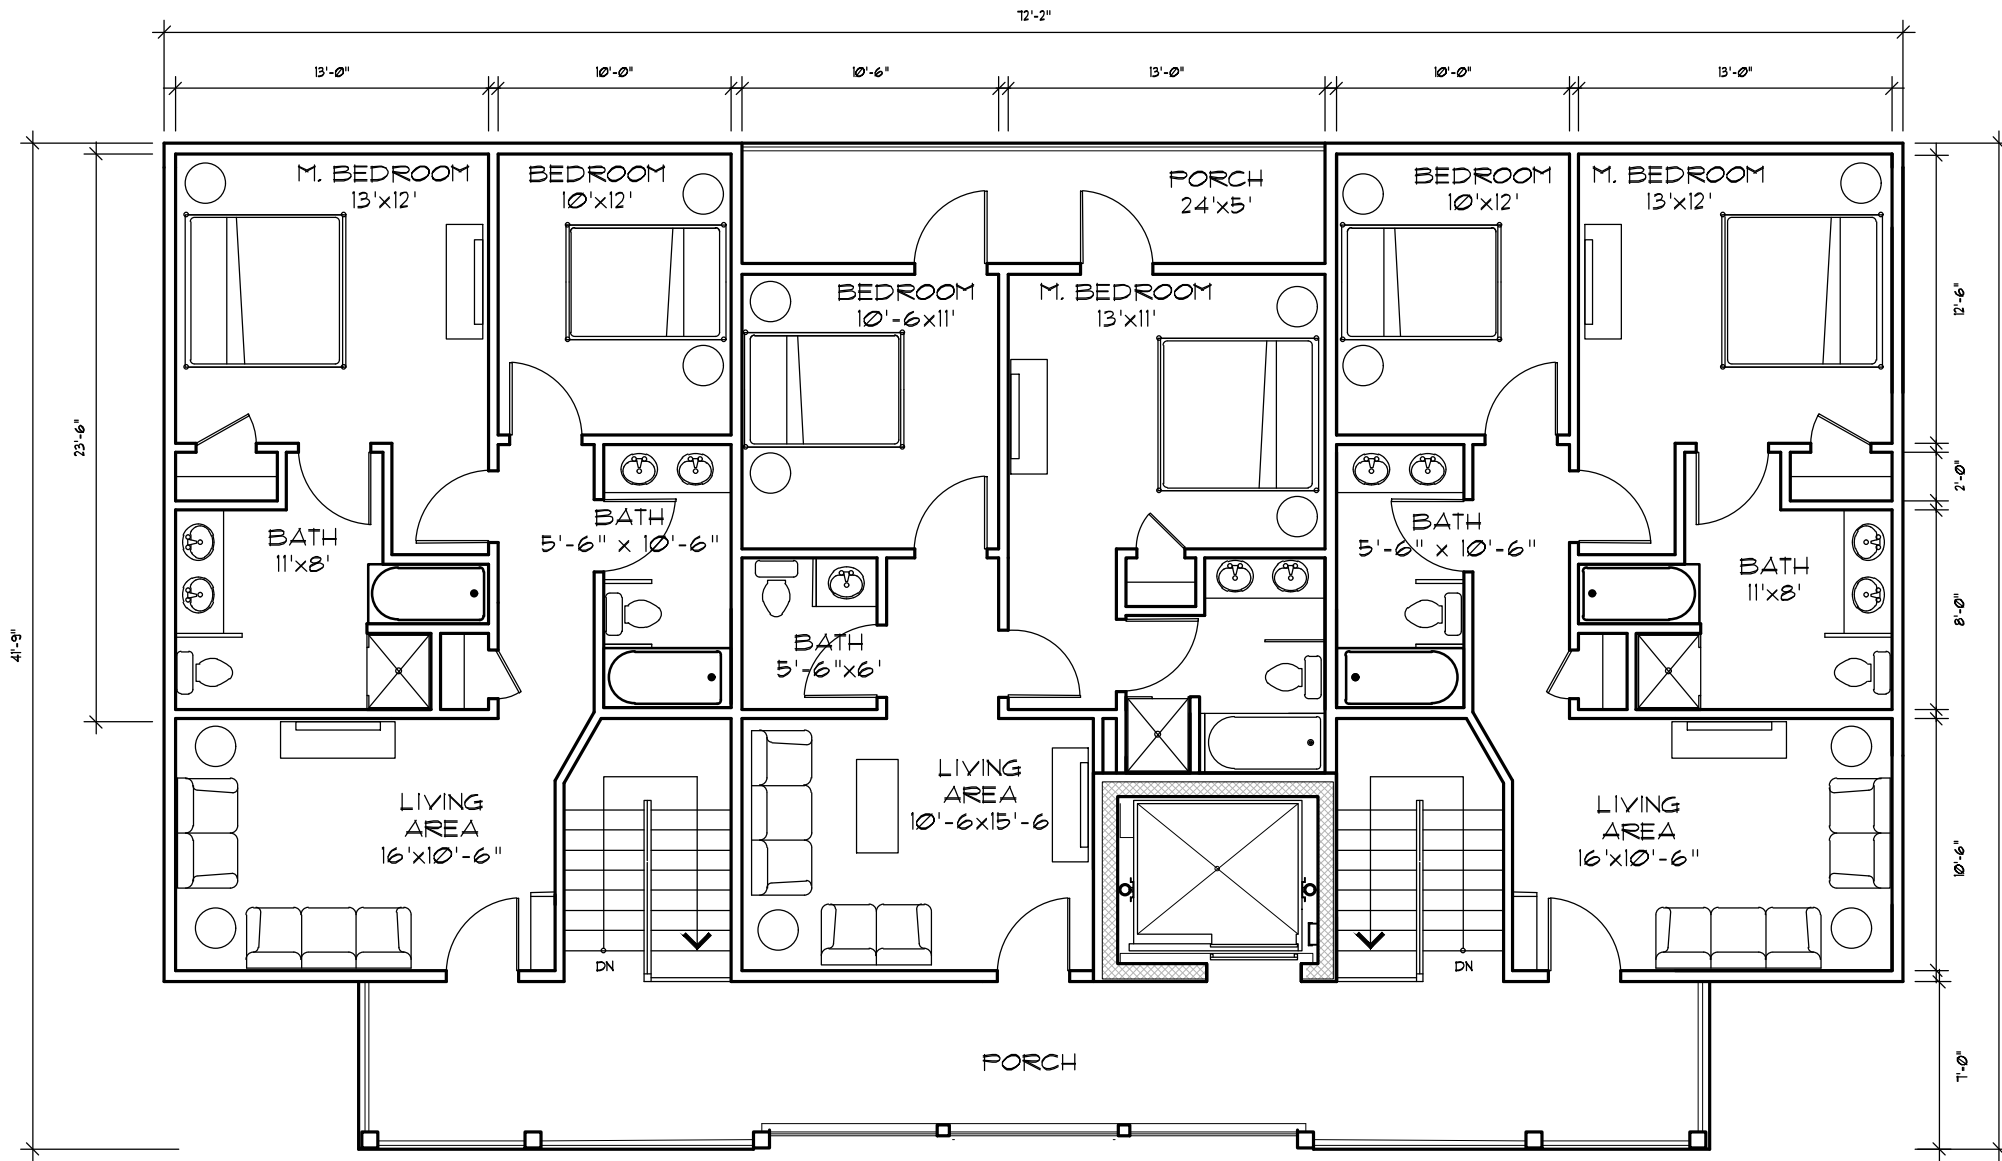 72'-2"
13'-0"
10'-0"
10'-6"
13'-0"
10'-0"
13'-0"
M. BEDROOM
13'x12'
BEDROOM
10'x12'
PORCH
24'x5'
BEDROOM
10'x12'
M. BEDROOM
13'x12'
BEDROOM
10'-6x11'
M. BEDROOM
13'x11'
12'-6"
23'-6"
2'-0"
BATH
11'x8'
BATH
5'-6" x 10'-6"
BATH
5'-6" x 10'-6"
BATH
11'x8'
8'-0"
41'-9"
BATH
5'-6"x6'
LIVING
AREA
16'x10'-6"
LIVING
AREA
10'-6x15'-6
LIVING
AREA
16'x10'-6"
10'-6"
DN
DN
PORCH
7'-0"